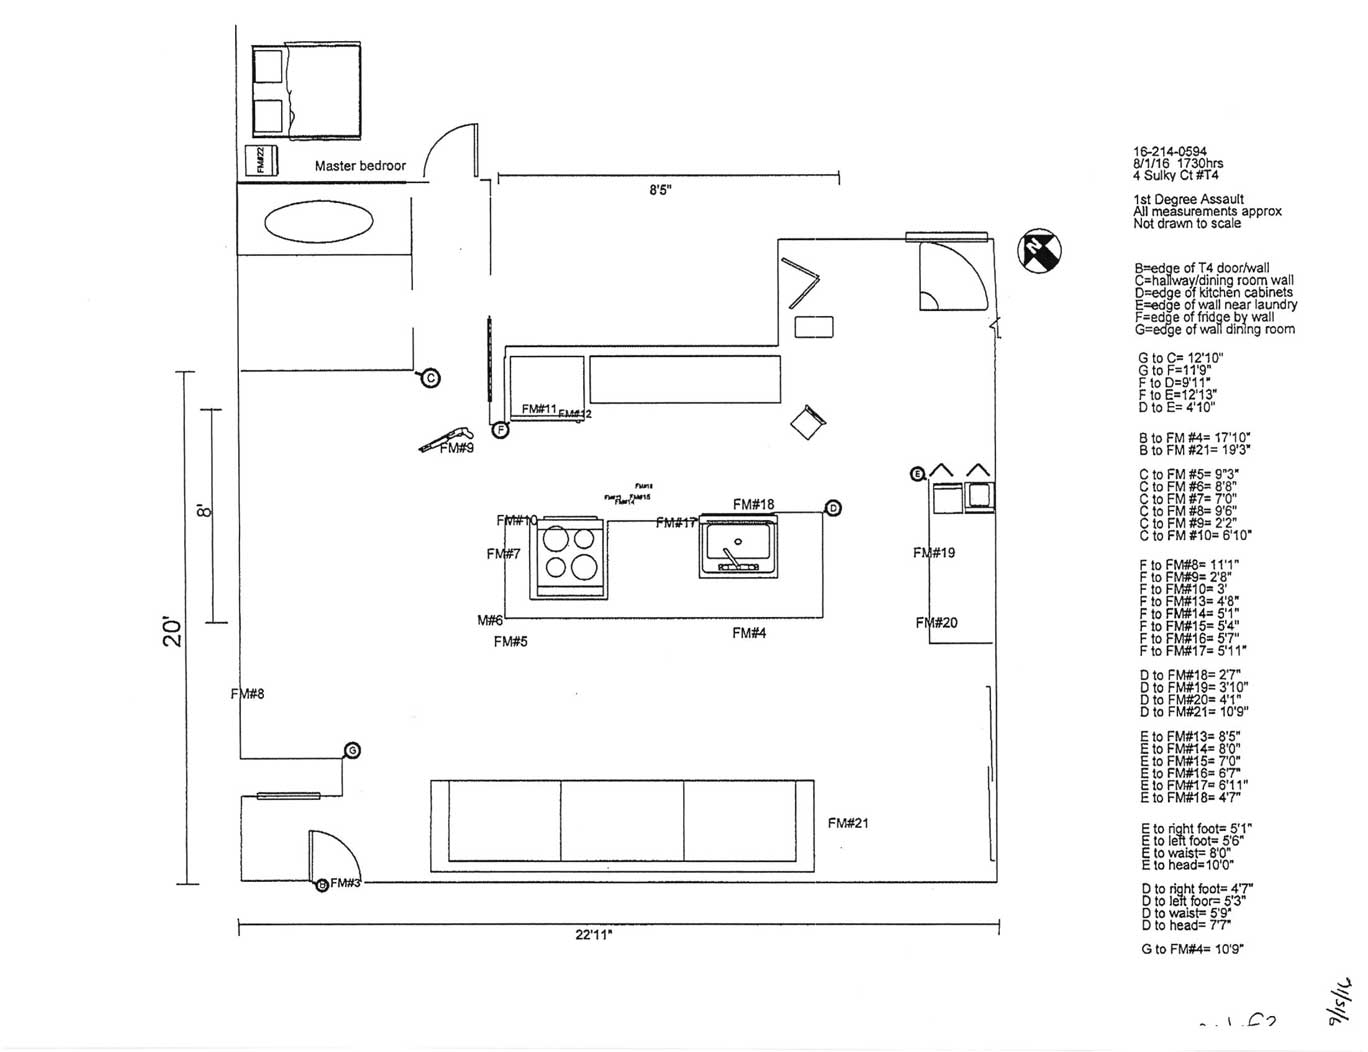 FM#22
Master bedroor
8'5"
16-214-0594
8/1/16 1730hrs
4 Sulky Ct #T4
1st Degree Assault
All measurements approx
Not drawn to scale
N
B=edge of T4 door/wall
C=hallway/dining room wall
D=edge of kitchen cabinets
E=edge of wall near laundry
F=edge of fridge by wall
G=edge of wall dining room
G to C= 12'10"
G to F=11'9"
F to D=9'11"
F to E=12'13"
D to E= 4'10"
B to FM #4= 17'10"
B to FM #21= 19'3"
C to FM #5= 9"3"
C to FM #6= 8'8"
C to FM #7= 7'0"
C to FM #8= 9'6"
C to FM #9= 2'2"
C to FM #10= 6'10"
F to FM#8= 11'1"
F to FM#9= 2'8"
F to FM#10= 3'
F to FM#13= 4'8"
F to FM#14= 5'1"
F to FM#15= 5'4"
F to FM#16= 5'7"
F to FM#17= 5'11"
D to FM#18= 2'7"
D to FM#19= 3'10"
D to FM#20= 4'1"
D to FM#21= 10'9"
E to FM#13= 8'5"
E to FM#14= 8'0"
E to FM#15= 7'0"
E to FM#16= 6'7"
E to FM#17= 6'11"
E to FM#18= 4'7"
E to right foot= 5'1"
E to left foot= 5'6"
E to waist= 8'0"
E to head=10'0"
D to right foot= 4'7"
D to left foor= 5'3"
D to waist= 5'9"
D to head= 7'7"
G to FM#4= 10'9"
C
FM#11
FM#12
F
FM#9
E
8'
FM#16
FM#15
FM#14
FM#18
D
FM#10
FM#17
FM#7
FM#19
M#6
FM#5
FM#4
FM#20
20'
FM#8
G
FM#21
B
FM#3
22'11"
9/15/16